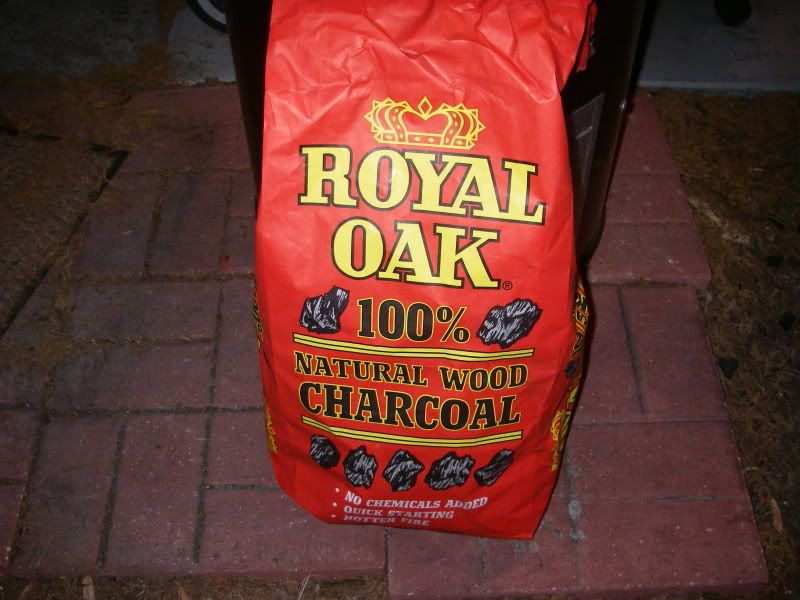 ROYAL
OAK®
100%
NATURAL WOOD
CHARCOAL
• NO CHEMICALS ADDED
• QUICK STARTING
HOTTER FIRE